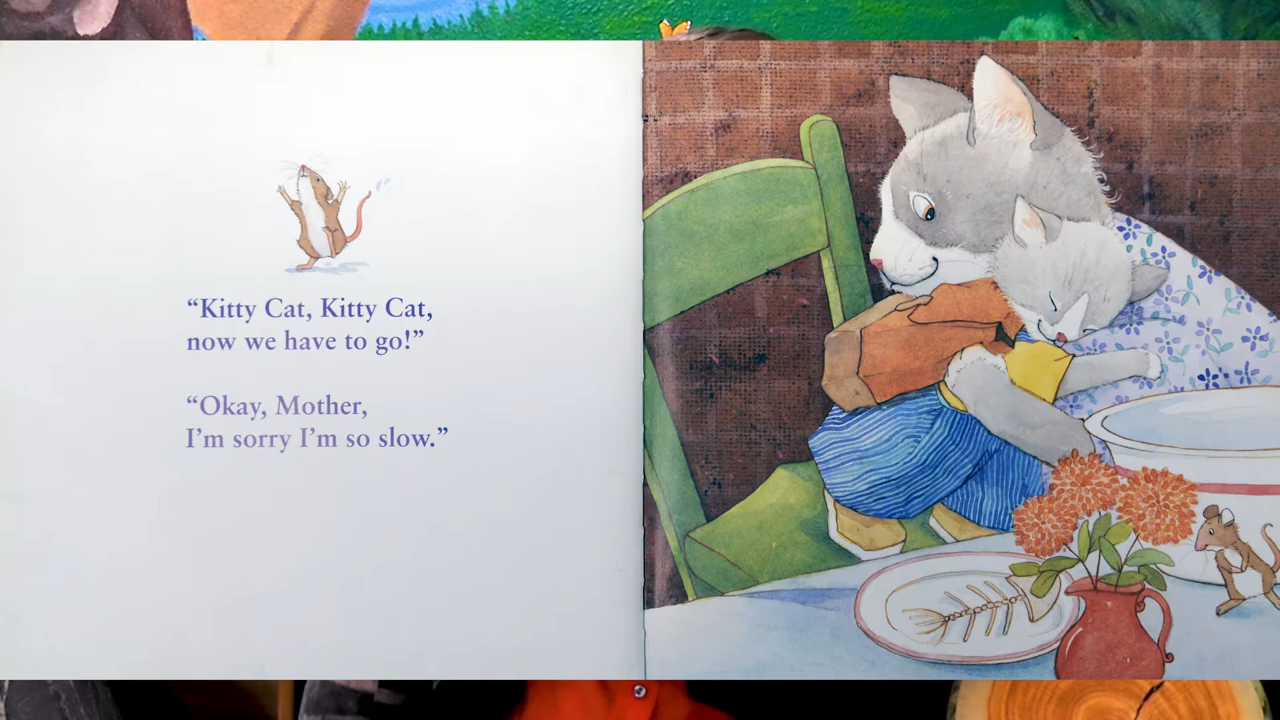 “Kitty Cat, Kitty Cat,
now we have to go!”
“Okay, Mother,
I’m sorry I’m so slow.”